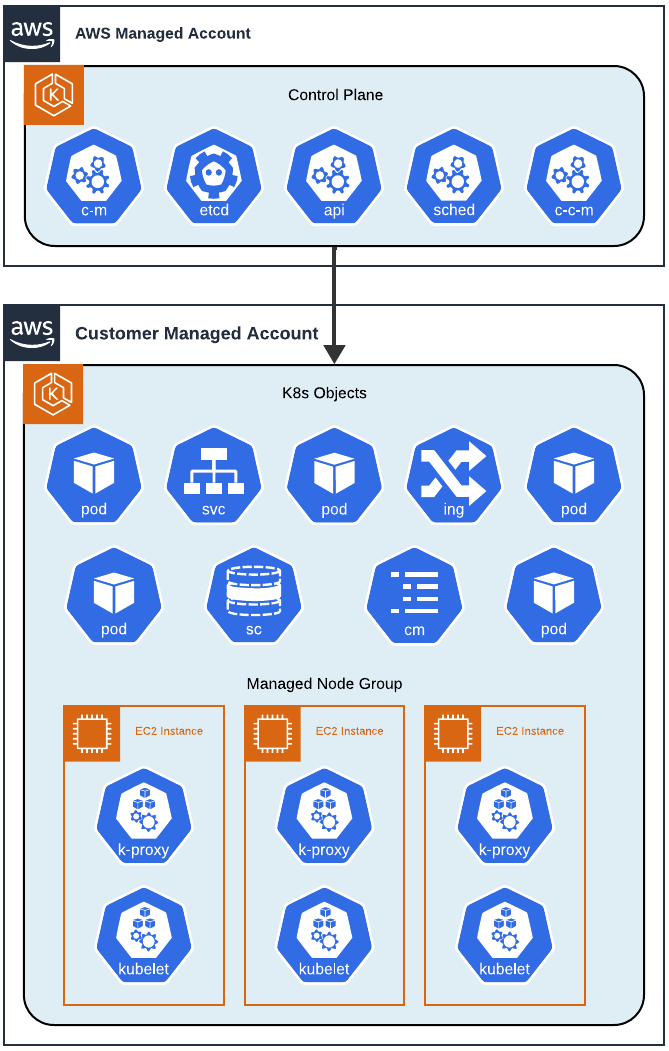 aws
AWS Managed Account
K
Control Plane
c-m
etcd
api
sched
c-c-m
aws
Customer Managed Account
K
K8s Objects
pod
svc
pod
ing
pod
pod
sc
cm
pod
Managed Node Group
EC2 Instance
EC2 Instance
EC2 Instance
k-proxy
k-proxy
k-proxy
kubelet
kubelet
kubelet